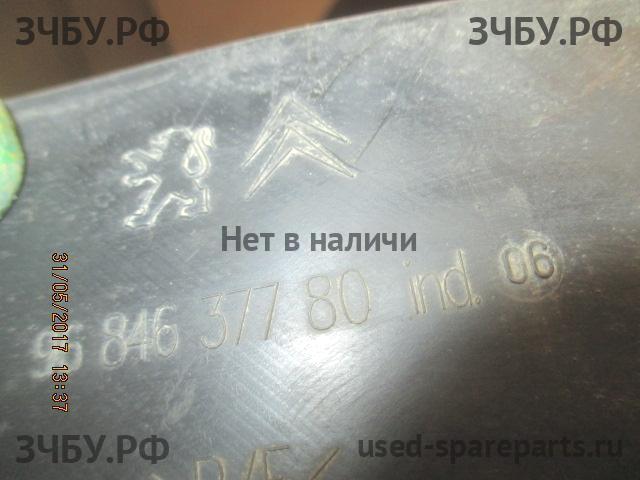 ЗЧБУ.РФ ЗЧБУ.РФ
Нет в наличи
96 846 377 80 ind. 06
31/05/2017 13:37
ЗЧБУ.РФ used-spareparts.ru